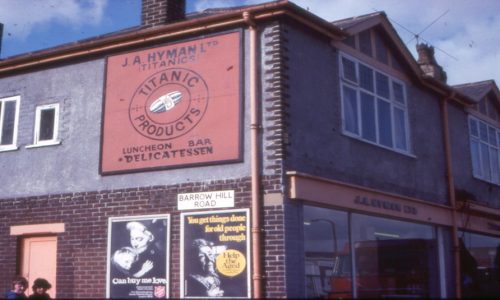 J.A. HYMAN LTD
(TITANICS)
TITANIC
PRODUCTS
LUNCHEON BAR
DELICATESSEN
BARROW HILL
ROAD
J.A. HYMAN LTD
Can buy me love.
You get things done
for old people
through
Help
the
Aged